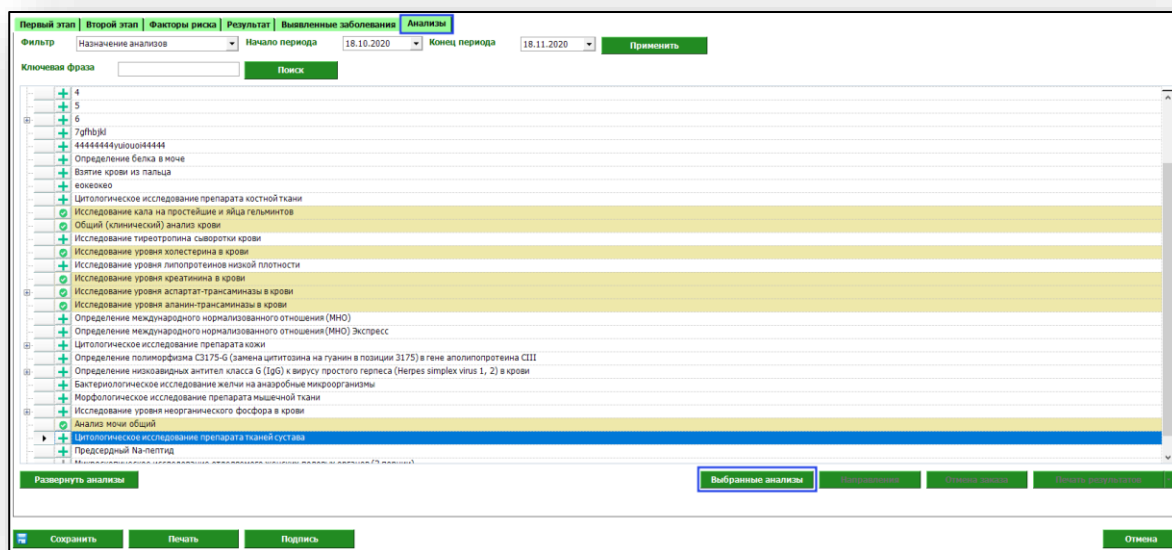 Первый этап Второй этап Факторы риска Результат Выявленные заболевания Анализы
Фильтр Назначение анализов Начало периода 18.10.2020 Конец периода 18.11.2020 Применить
Ключевая фраза Поиск
4
5
6
7gfhbjkl
44444444yuiouoi44444
Определение белка в моче
Взятие крови из пальца
еокеокео
Цитологическое исследование препарата костной ткани
Исследование кала на простейшие и яйца гельминтов
Общий (клинический) анализ крови
Исследование тиреотропина сыворотки крови
Исследование уровня холестерина в крови
Исследование уровня липопротеинов низкой плотности
Исследование уровня креатинина в крови
Исследование уровня аспартат-трансаминазы в крови
Исследование уровня аланин-трансаминазы в крови
Определение международного нормализованного отношения (МНО)
Определение международного нормализованного отношения (МНО) Экспресс
Цитологическое исследование препарата кожи
Определение полиморфизма C3175-G (замена цититозина на гуанин в позиции 3175) в гене аполипопротеина CIII
Определение низкоавидных антител класса G (IgG) к вирусу простого герпеса (Herpes simplex virus 1, 2) в крови
Бактериологическое исследование желчи на анаэробные микроорганизмы
Морфологическое исследование препарата мышечной ткани
Исследование уровня неорганического фосфора в крови
Анализ мочи общий
Цитологическое исследование препарата тканей сустава
Предсердный Na-пептид
Развернуть анализы Выбранные анализы
Сохранить Печать Подпись Отмена